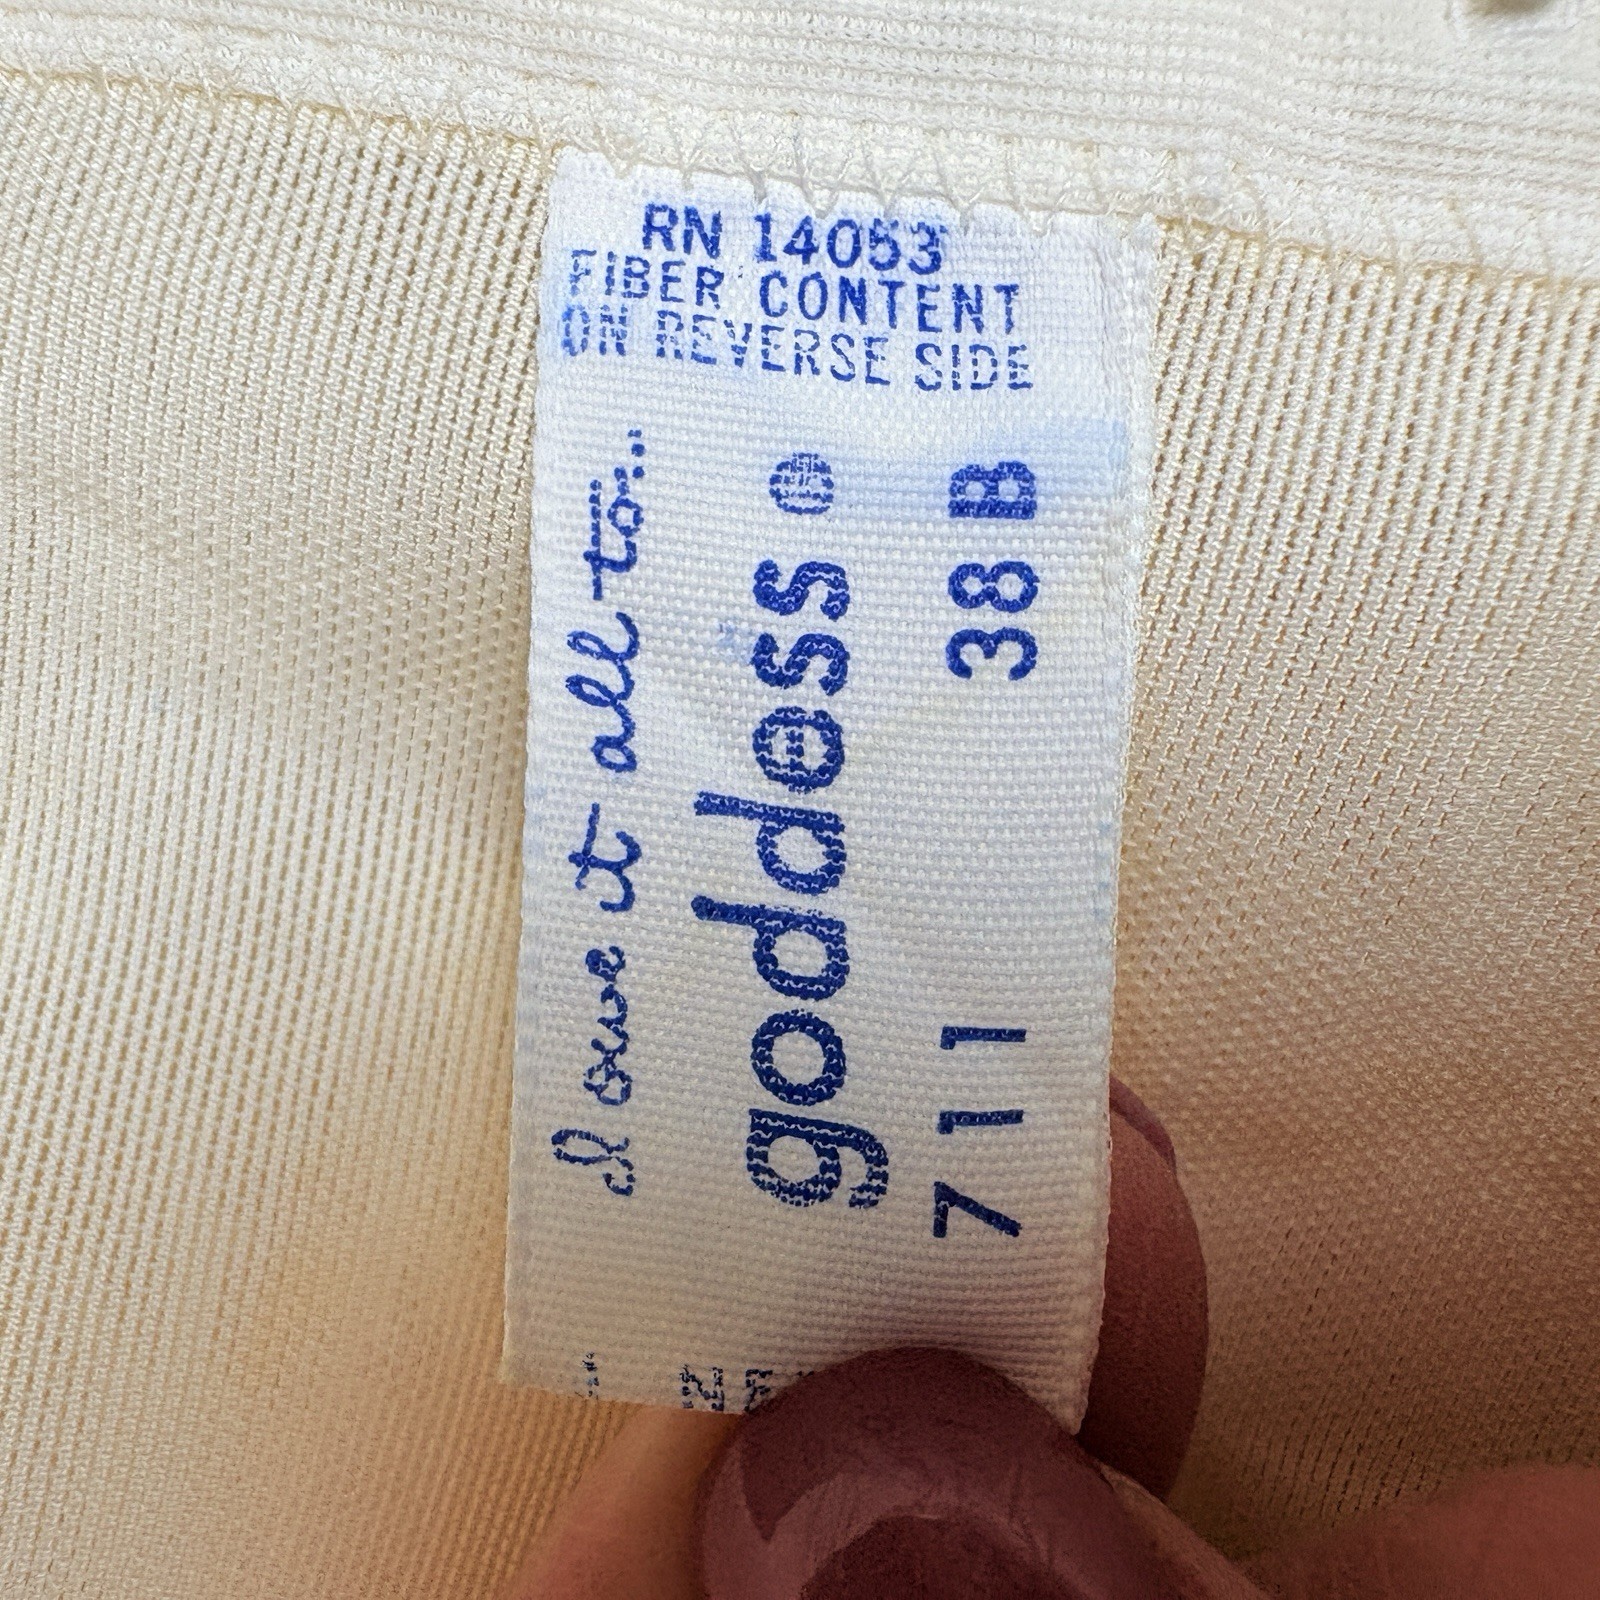 RN 14053
FIBER CONTENT
ON REVERSE SIDE
I owe it all to...
goddess ®
711 38B